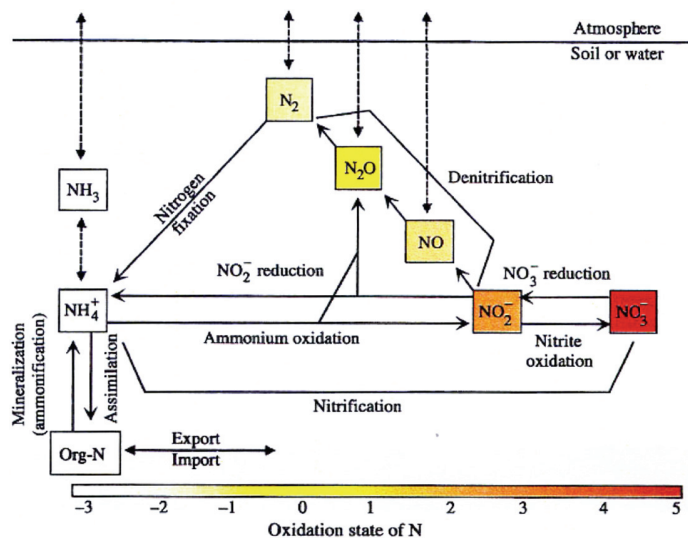 Atmosphere
Soil or water
N₂
N₂O
Denitrification
NH₃
Nitrogen
fixation
NO
NO₂⁻ reduction
NO₃⁻ reduction
NH₄⁺
NO₂⁻
NO₃⁻
Ammonium oxidation
Nitrite
oxidation
Mineralization
(ammonification)
Assimilation
Nitrification
Org-N
Export
Import
−3 −2 −1 0 1 2 3 4 5
Oxidation state of N